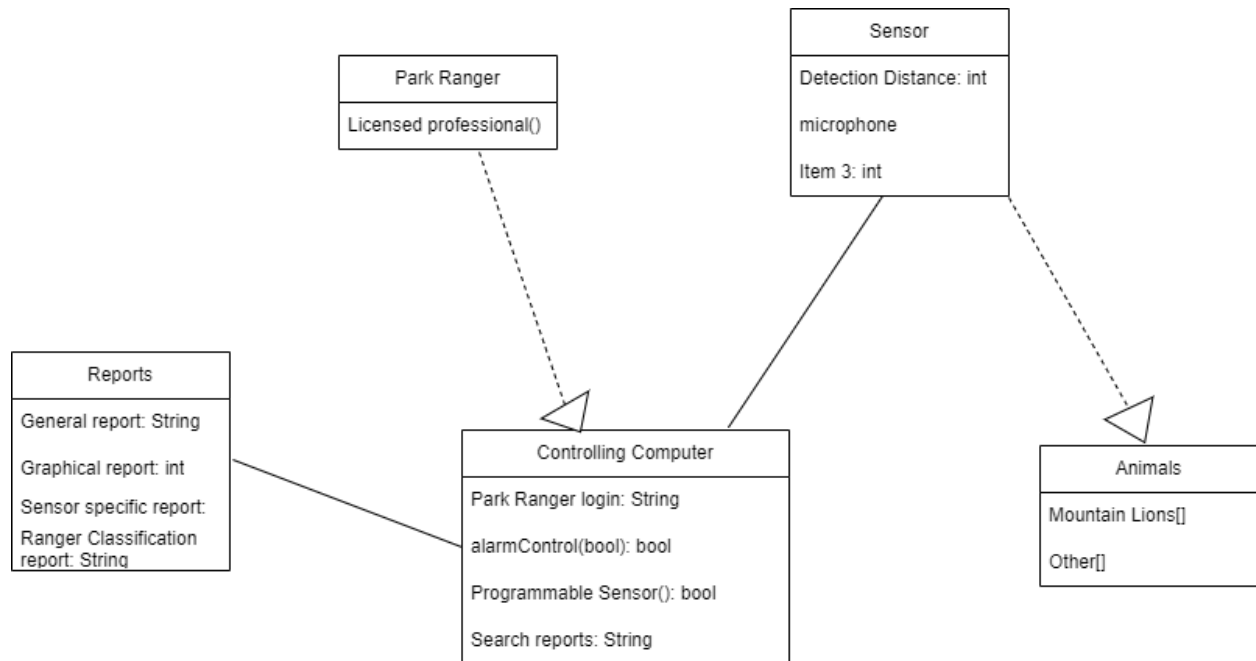 Sensor
Detection Distance: int
microphone
Item 3: int
Park Ranger
Licensed professional()
Reports
General report: String
Graphical report: int
Sensor specific report:
Ranger Classification
report: String
Controlling Computer
Park Ranger login: String
alarmControl(bool): bool
Programmable Sensor(): bool
Search reports: String
Animals
Mountain Lions[]
Other[]